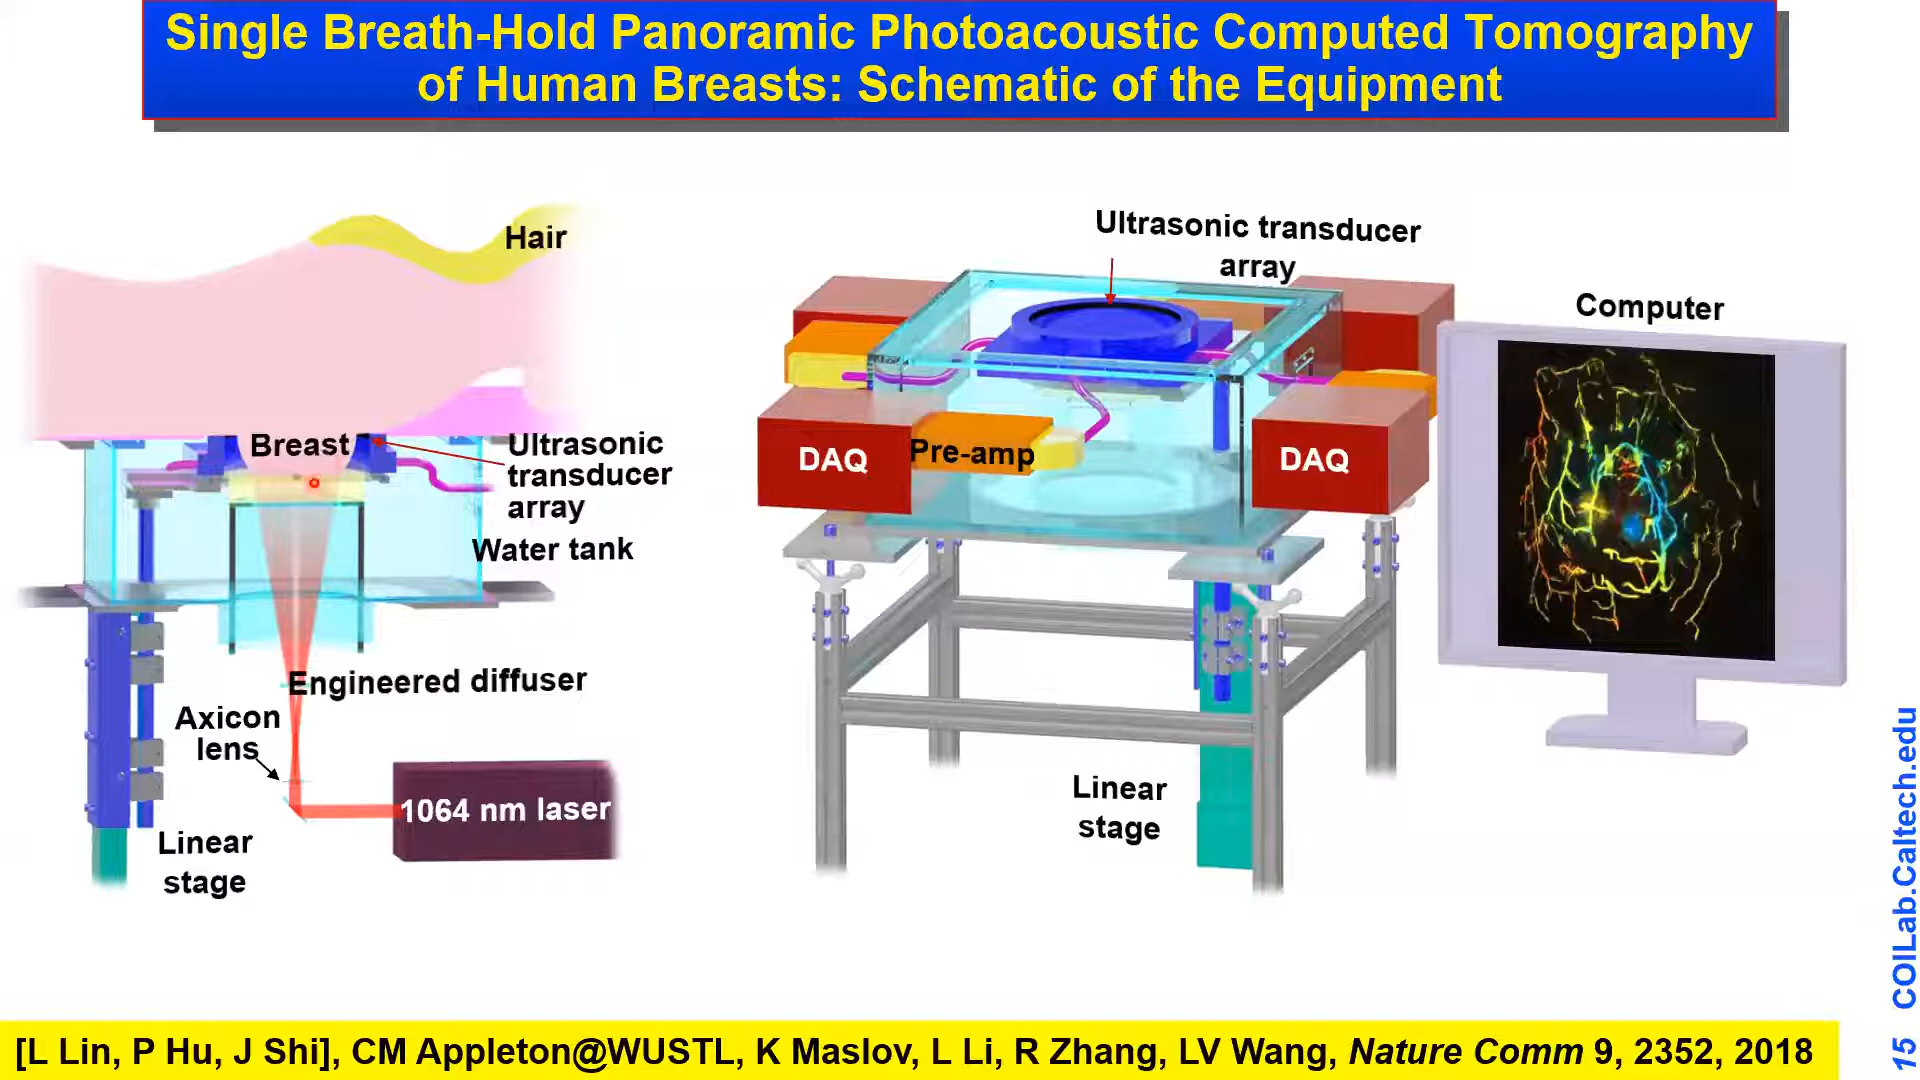 Single Breath-Hold Panoramic Photoacoustic Computed Tomography
of Human Breasts: Schematic of the Equipment
Hair
Breast
Ultrasonic
transducer
array
Water tank
Engineered diffuser
Axicon
lens
1064 nm laser
Linear
stage
Ultrasonic transducer
array
Computer
DAQ
Pre-amp
DAQ
Linear
stage
15 COILab.Caltech.edu
[L Lin, P Hu, J Shi], CM Appleton@WUSTL, K Maslov, L Li, R Zhang, LV Wang, Nature Comm 9, 2352, 2018